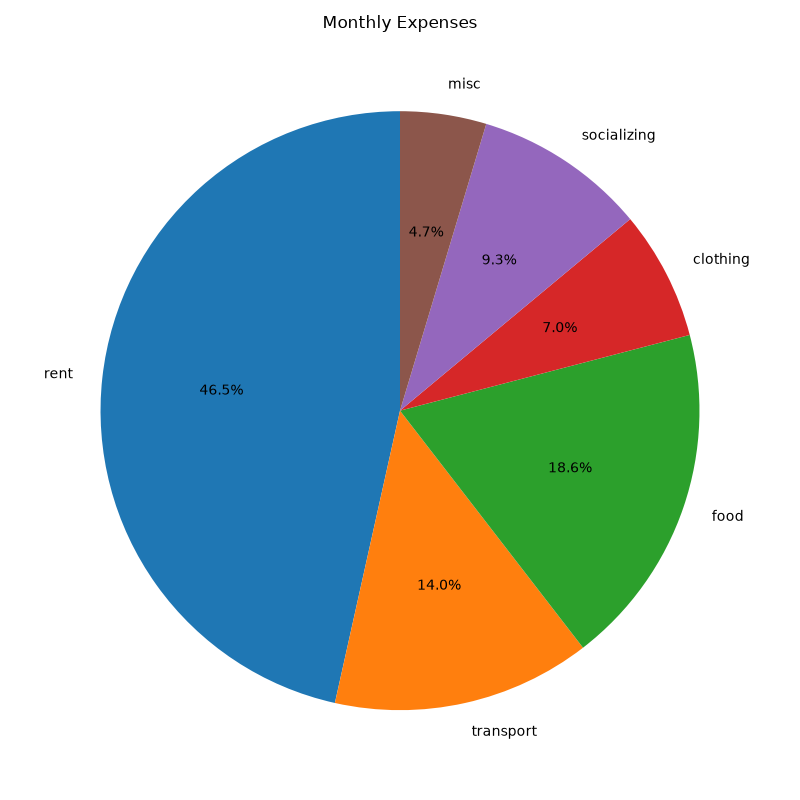 Monthly Expenses
misc
socializing
4.7%
9.3%
clothing
7.0%
rent
46.5%
18.6%
food
14.0%
transport